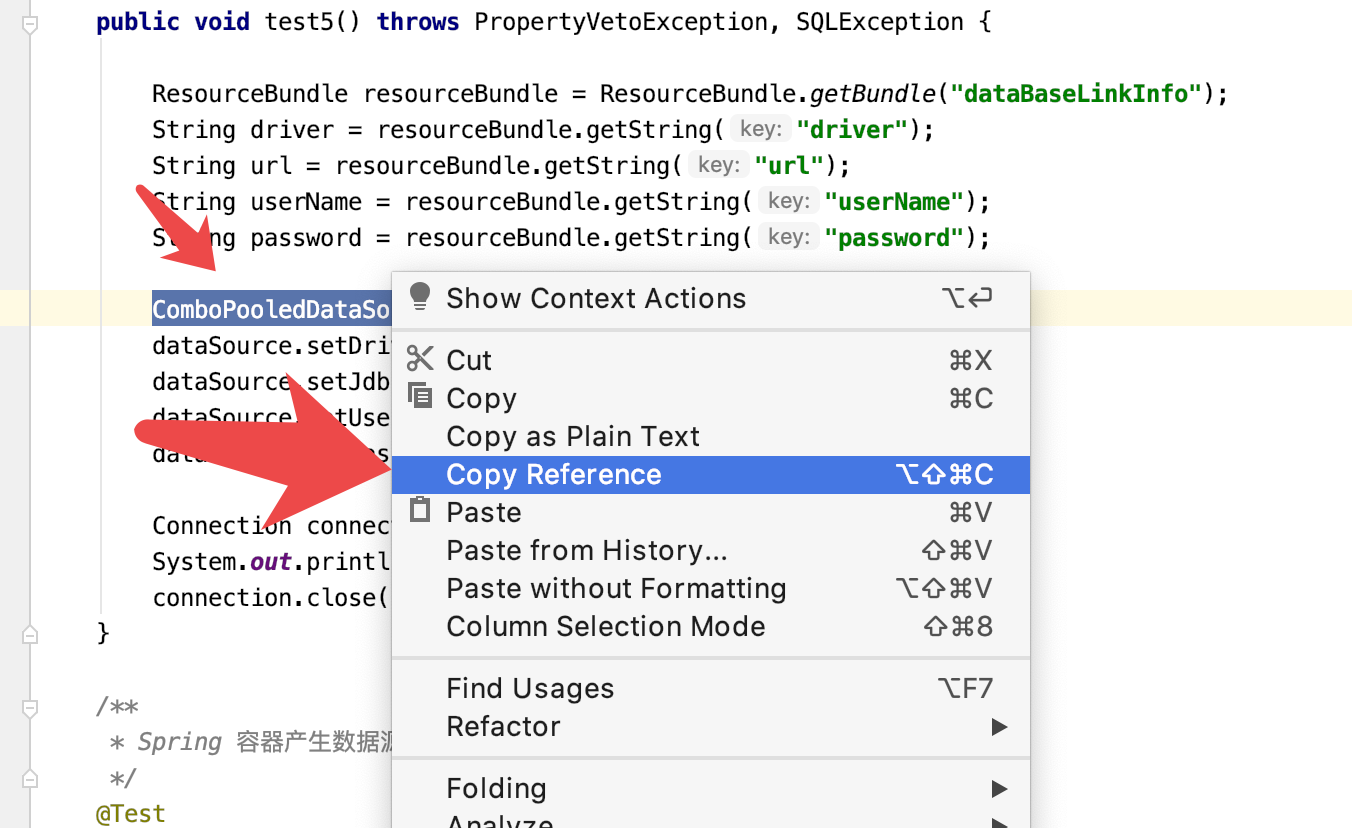 public void test5() throws PropertyVetoException, SQLException {
ResourceBundle resourceBundle = ResourceBundle.getBundle("dataBaseLinkInfo");
String driver = resourceBundle.getString( key: "driver");
String url = resourceBundle.getString( key: "url");
String userName = resourceBundle.getString( key: "userName");
String password = resourceBundle.getString( key: "password");
ComboPooledDataSo
dataSource.setDri
dataSource.setJdb
dataSource. tUse
dat
Connection connec
System.out.printl
connection.close(
}
/**
* Spring 容器产生数据源
*/
@Test
Show Context Actions ⌥⏎
Cut ⌘X
Copy ⌘C
Copy as Plain Text
Copy Reference ⌥⇧⌘C
Paste ⌘V
Paste from History... ⇧⌘V
Paste without Formatting ⌥⇧⌘V
Column Selection Mode ⇧⌘8
Find Usages ⌥F7
Refactor ▶
Folding ▶
Analyze ▶